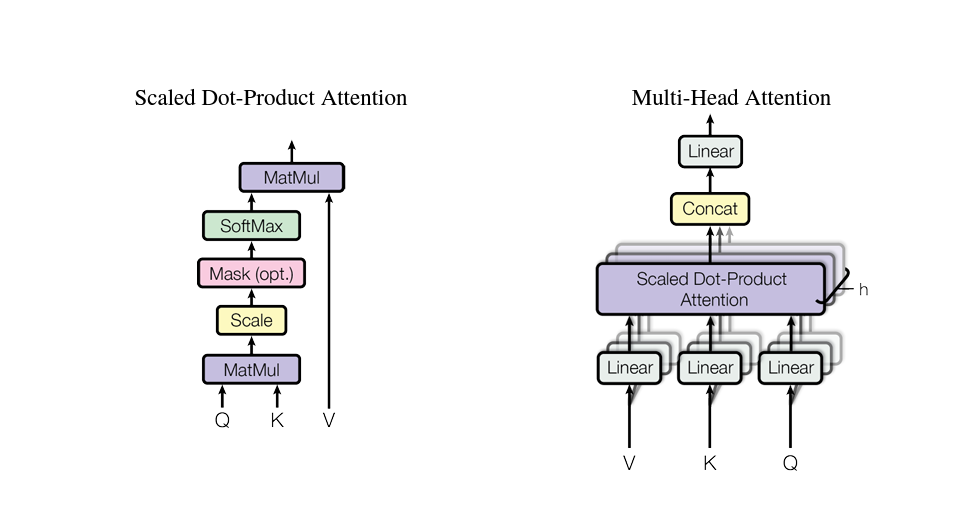 Scaled Dot-Product Attention
MatMul
SoftMax
Mask (opt.)
Scale
MatMul
Q K V
Multi-Head Attention
Linear
Concat
Scaled Dot-Product
Attention
h
Linear Linear Linear
V K Q